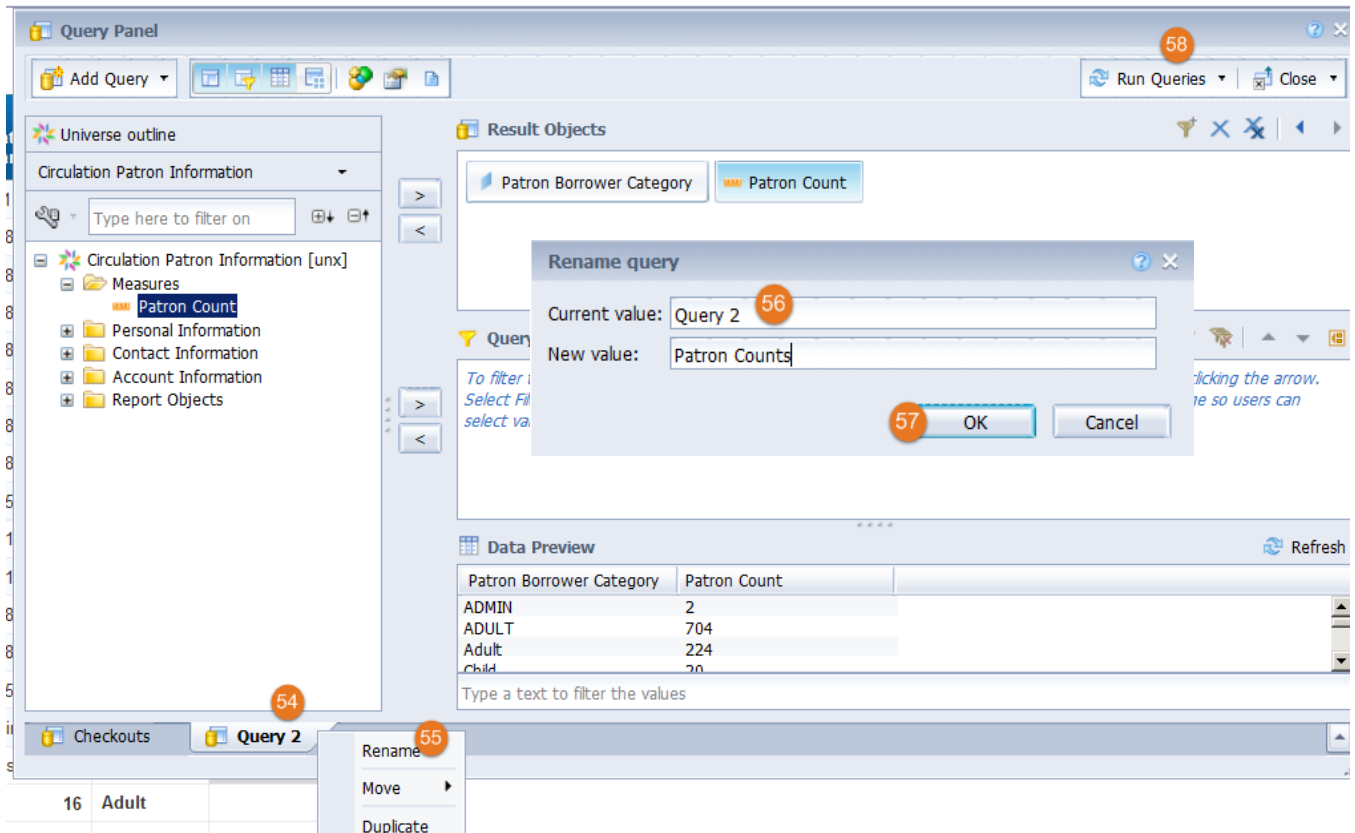 Query Panel
58
Add Query
Run Queries
Close
Universe outline
Circulation Patron Information
Type here to filter on
Circulation Patron Information [unx]
Measures
Patron Count
Personal Information
Contact Information
Account Information
Report Objects
>
<
>
<
Result Objects
Patron Borrower Category
Patron Count
Rename query
Current value: Query 2
56
New value: Patron Counts
57
OK
Cancel
Query
To filter
clicking the arrow.
Select
so users can
select
Data Preview
Refresh
Patron Borrower Category Patron Count
ADMIN 2
ADULT 704
Adult 224
Child 20
Type a text to filter the values
54
Checkouts
Query 2
55
Rename
Move
Duplicate
16 Adult